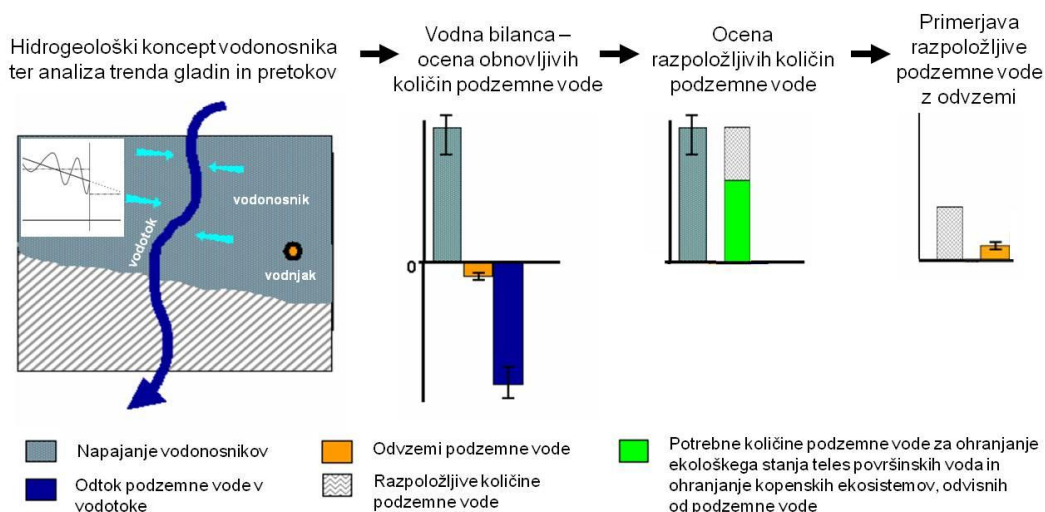 Hidrogeološki koncept vodonosnika
ter analiza trenda gladin in pretokov
Vodna bilanca –
ocena obnovljivih
količin podzemne vode
Ocena
razpoložljivih količin
podzemne vode
Primerjava
razpoložljive
podzemne vode
z odvzemi
vodonosnik
vodotok
vodnjak
0
Napajanje vodonosnikov
Odtok podzemne vode v
vodotoke
Odvzemi podzemne vode
Razpoložljive količine
podzemne vode
Potrebne količine podzemne vode za ohranjanje
ekološkega stanja teles površinskih voda in
ohranjanje kopenskih ekosistemov, odvisnih
od podzemne vode